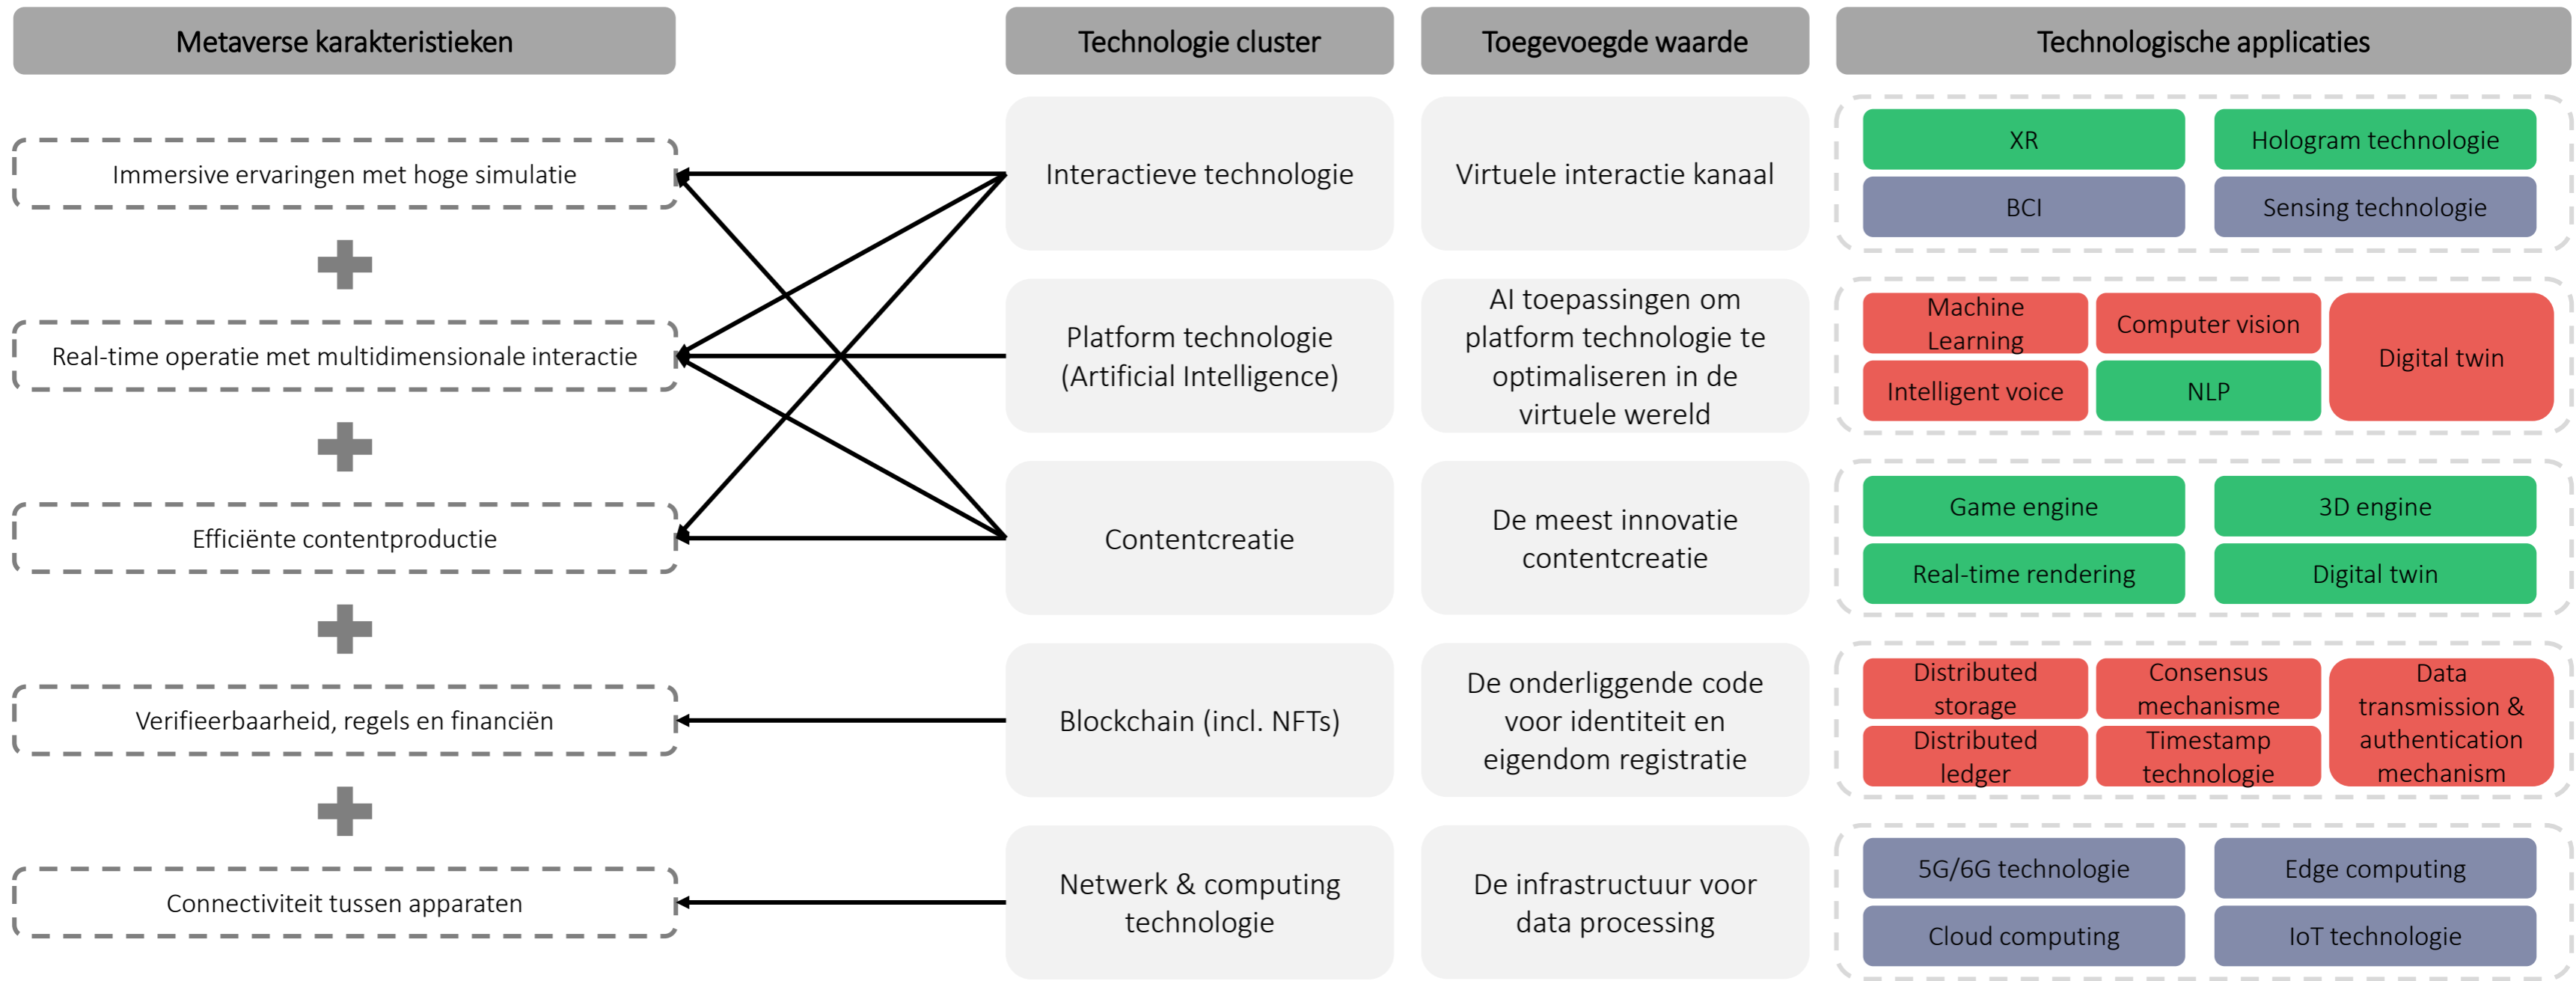 Metaverse karakteristieken
Technologie cluster
Toegevoegde waarde
Technologische applicaties
Immersive ervaringen met hoge simulatie
Interactieve technologie
Virtuele interactie kanaal
XR
Hologram technologie
BCI
Sensing technologie
Real-time operatie met multidimensionale interactie
Platform technologie
(Artificial Intelligence)
AI toepassingen om
platform technologie te
optimaliseren in de
virtuele wereld
Machine
Learning
Computer vision
Digital twin
Intelligent voice
NLP
Efficiënte contentproductie
Contentcreatie
De meest innovatie
contentcreatie
Game engine
3D engine
Real-time rendering
Digital twin
Verifieerbaarheid, regels en financiën
Blockchain (incl. NFTs)
De onderliggende code
voor identiteit en
eigendom registratie
Distributed
storage
Consensus
mechanisme
Data
transmission &
authentication
mechanism
Distributed
ledger
Timestamp
technologie
Connectiviteit tussen apparaten
Netwerk & computing
technologie
De infrastructuur voor
data processing
5G/6G technologie
Edge computing
Cloud computing
IoT technologie